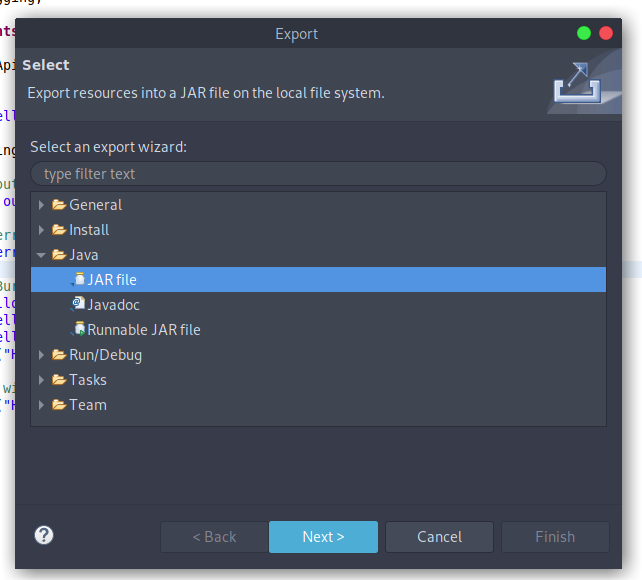 gging;
Export
Select
Export resources into a JAR file on the local file system.
Select an export wizard:
type filter text
General
Install
Java
JAR file
Javadoc
Runnable JAR file
Run/Debug
Tasks
Team
< Back
Next >
Cancel
Finish